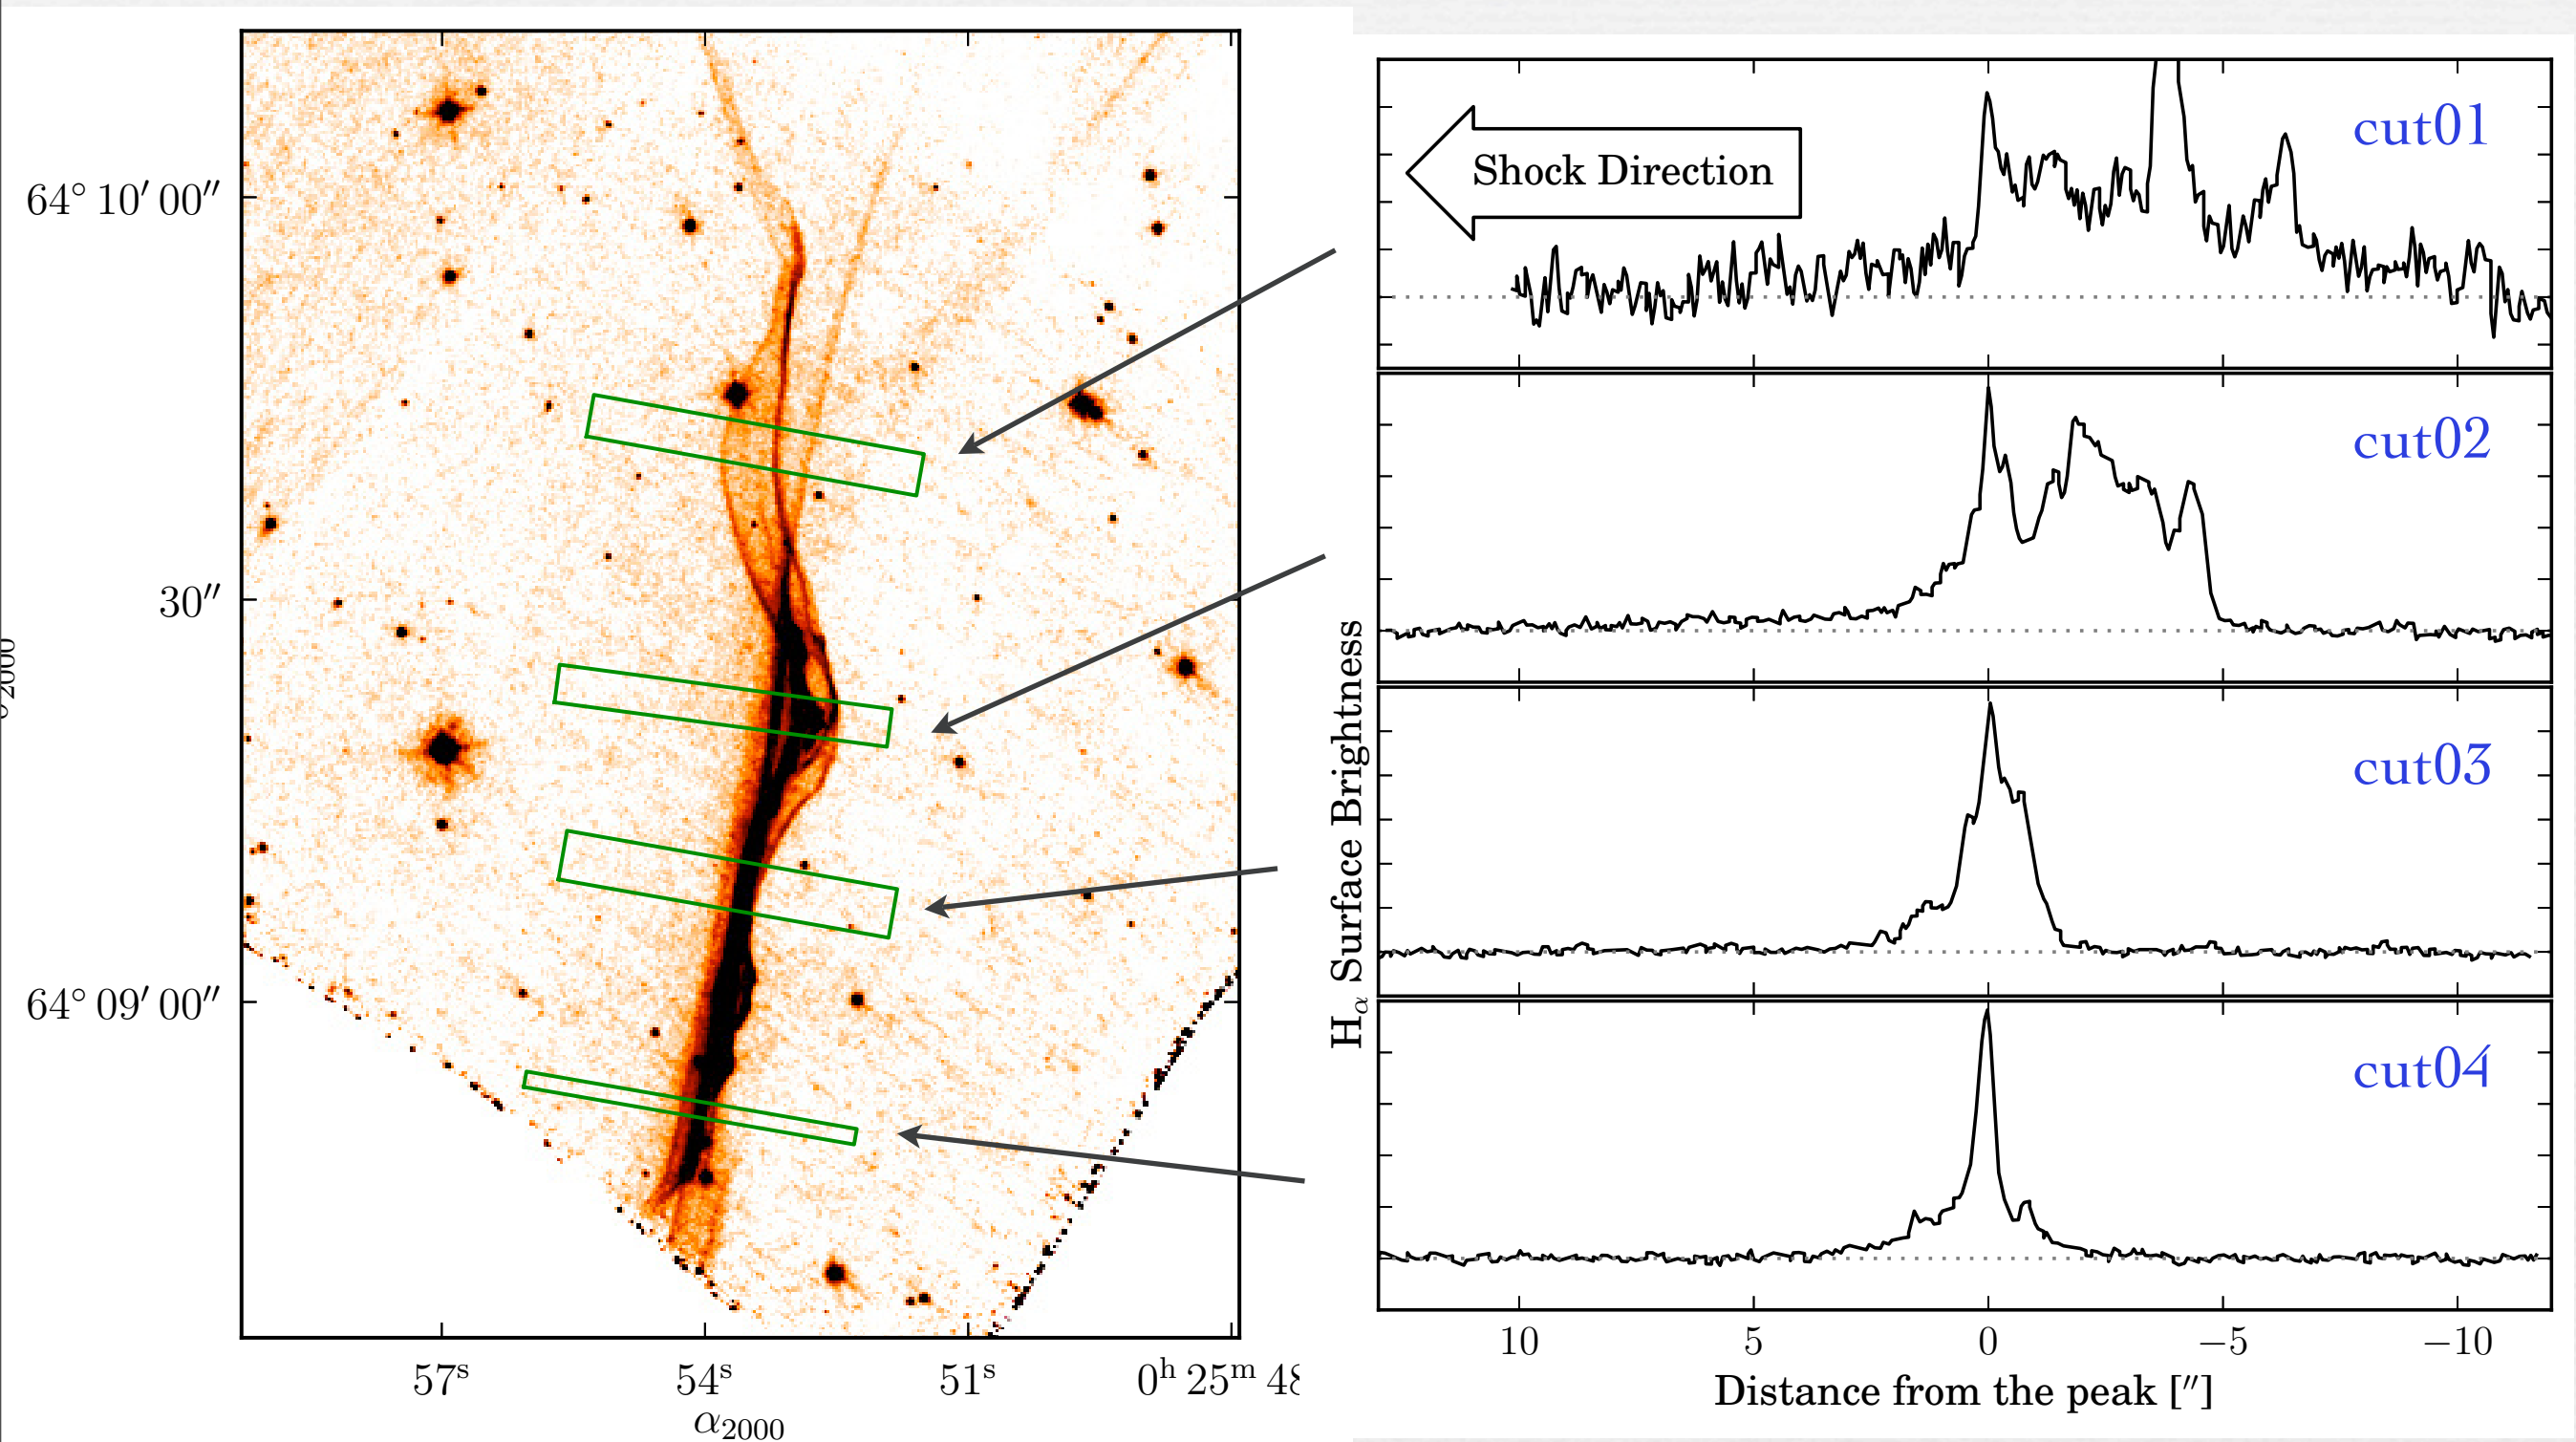 64° 10′ 00″
30″
64° 09′ 00″
57ˢ
54ˢ
51ˢ
0ʰ 25ᵐ 48
α₂₀₀₀
Shock Direction
cut01
cut02
cut03
cut04
Hα Surface Brightness
10
5
0
−5
−10
Distance from the peak [″]